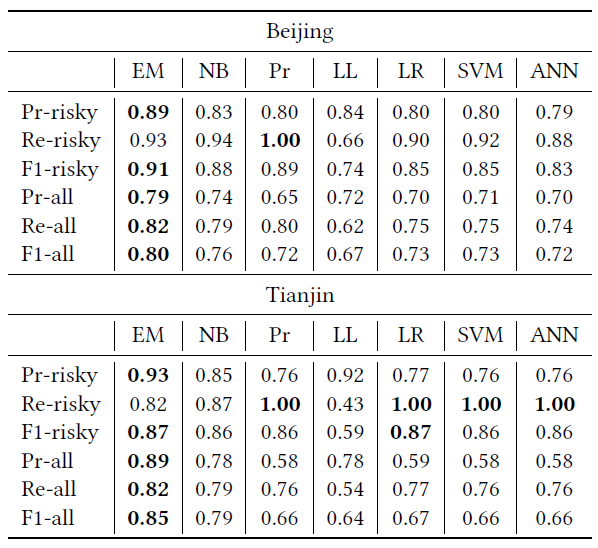 Beijing
EM NB Pr LL LR SVM ANN
Pr-risky 0.89 0.83 0.80 0.84 0.80 0.80 0.79
Re-risky 0.93 0.94 1.00 0.66 0.90 0.92 0.88
F1-risky 0.91 0.88 0.89 0.74 0.85 0.85 0.83
Pr-all 0.79 0.74 0.65 0.72 0.70 0.71 0.70
Re-all 0.82 0.79 0.80 0.62 0.75 0.75 0.74
F1-all 0.80 0.76 0.72 0.67 0.73 0.73 0.72
Tianjin
EM NB Pr LL LR SVM ANN
Pr-risky 0.93 0.85 0.76 0.92 0.77 0.76 0.76
Re-risky 0.82 0.87 1.00 0.43 1.00 1.00 1.00
F1-risky 0.87 0.86 0.86 0.59 0.87 0.86 0.86
Pr-all 0.89 0.78 0.58 0.78 0.59 0.58 0.58
Re-all 0.82 0.79 0.76 0.54 0.77 0.76 0.76
F1-all 0.85 0.79 0.66 0.64 0.67 0.66 0.66